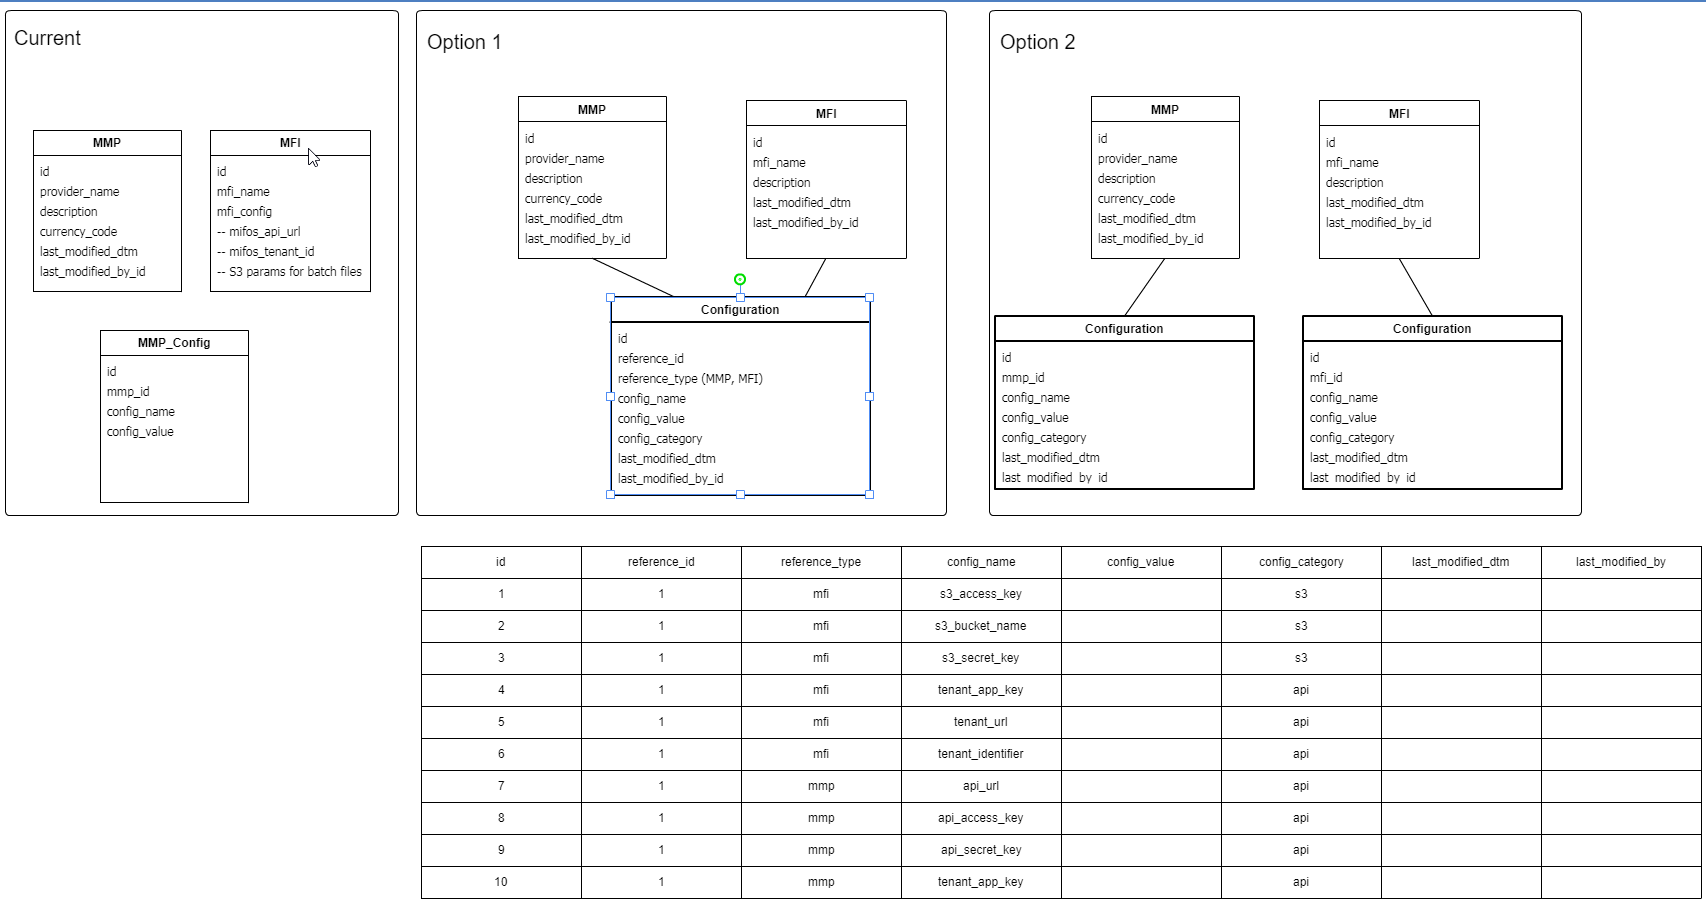 Current
MMP
id
provider_name
description
currency_code
last_modified_dtm
last_modified_by_id
MFI
id
mfi_name
mfi_config
-- mifos_api_url
-- mifos_tenant_id
-- S3 params for batch files
MMP_Config
id
mmp_id
config_name
config_value
Option 1
MMP
id
provider_name
description
currency_code
last_modified_dtm
last_modified_by_id
MFI
id
mfi_name
description
last_modified_dtm
last_modified_by_id
Configuration
id
reference_id
reference_type (MMP, MFI)
config_name
config_value
config_category
last_modified_dtm
last_modified_by_id
Option 2
MMP
id
provider_name
description
currency_code
last_modified_dtm
last_modified_by_id
MFI
id
mfi_name
description
last_modified_dtm
last_modified_by_id
Configuration
id
mmp_id
config_name
config_value
config_category
last_modified_dtm
last_modified_by_id
Configuration
id
mfi_id
config_name
config_value
config_category
last_modified_dtm
last_modified_by_id
id reference_id reference_type config_name config_value config_category last_modified_dtm last_modified_by
1 1 mfi s3_access_key s3
2 1 mfi s3_bucket_name s3
3 1 mfi s3_secret_key s3
4 1 mfi tenant_app_key api
5 1 mfi tenant_url api
6 1 mfi tenant_identifier api
7 1 mmp api_url api
8 1 mmp api_access_key api
9 1 mmp api_secret_key api
10 1 mmp tenant_app_key api